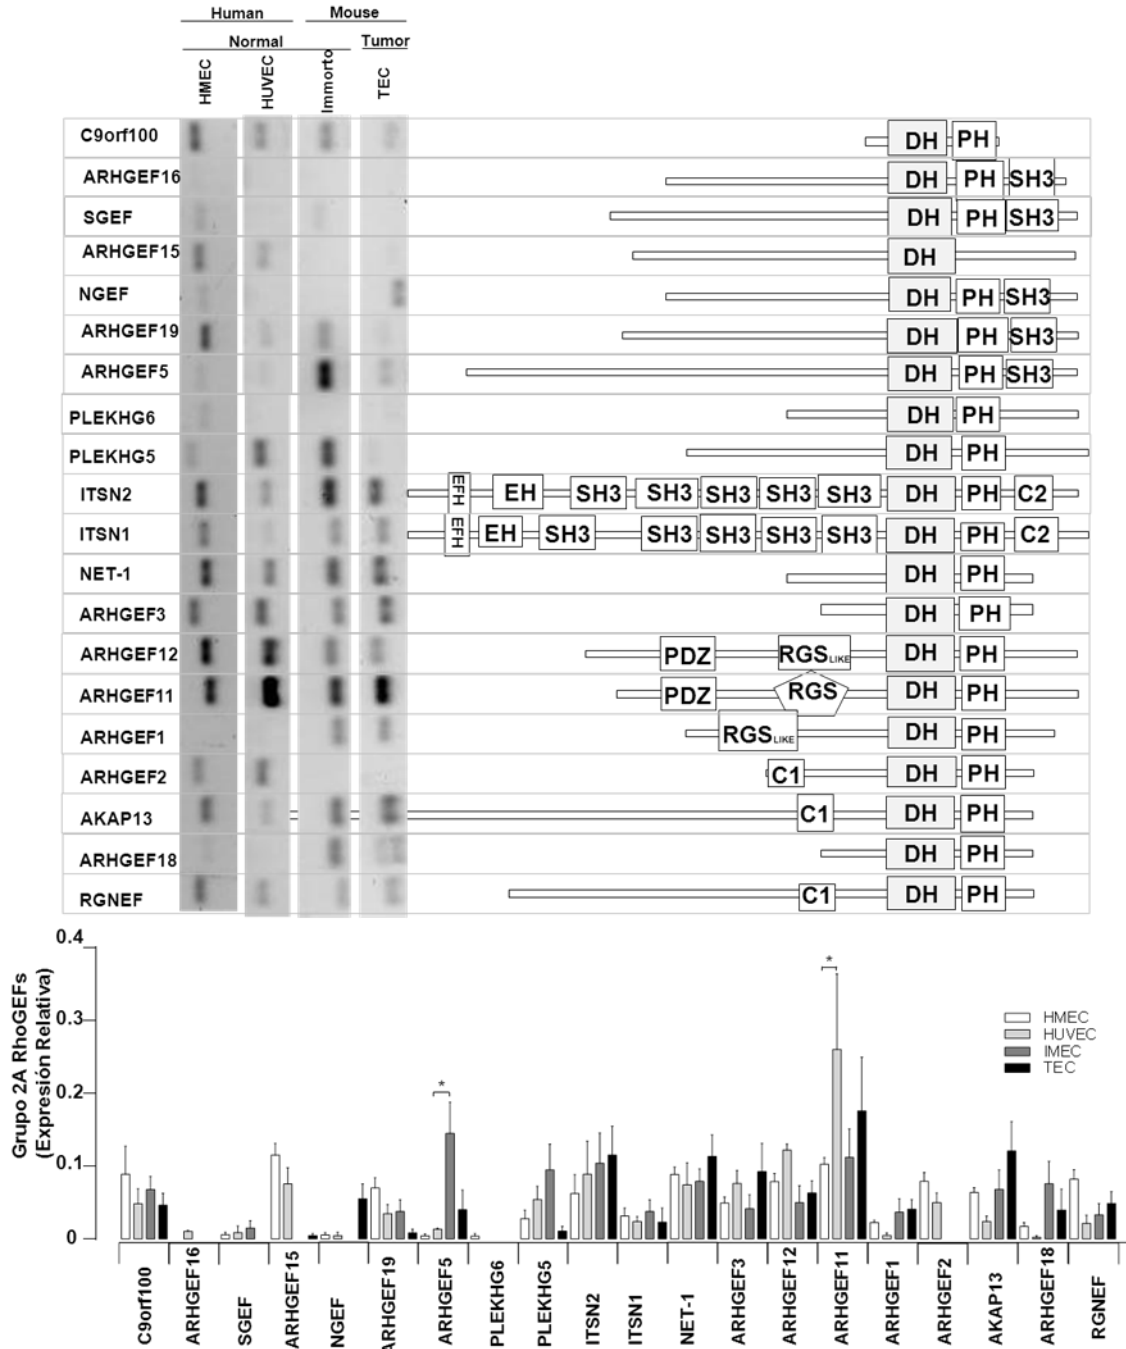 Human Mouse
Normal Tumor
HMEC HUVEC Immorto TEC
C9orf100 DH PH
ARHGEF16 DH PH SH3
SGEF DH PH SH3
ARHGEF15 DH
NGEF DH PH SH3
ARHGEF19 DH PH SH3
ARHGEF5 DH PH SH3
PLEKHG6 DH PH
PLEKHG5 DH PH
ITSN2 EFH EH SH3 SH3 SH3 SH3 SH3 DH PH C2
ITSN1 EFH EH SH3 SH3 SH3 SH3 SH3 DH PH C2
NET-1 DH PH
ARHGEF3 DH PH
ARHGEF12 PDZ RGS LIKE DH PH
ARHGEF11 PDZ RGS DH PH
ARHGEF1 RGS LIKE DH PH
ARHGEF2 C1 DH PH
AKAP13 C1 DH PH
ARHGEF18 DH PH
RGNEF C1 DH PH
Grupo 2A RhoGEFs
(Expresión Relativa)
0.4
0.3
0.2
0.1
0
*
*
HMEC
HUVEC
IMEC
TEC
C9orf100 ARHGEF16 SGEF ARHGEF15 NGEF ARHGEF19 ARHGEF5 PLEKHG6 PLEKHG5 ITSN2 ITSN1 NET-1 ARHGEF3 ARHGEF12 ARHGEF11 ARHGEF1 ARHGEF2 AKAP13 ARHGEF18 RGNEF